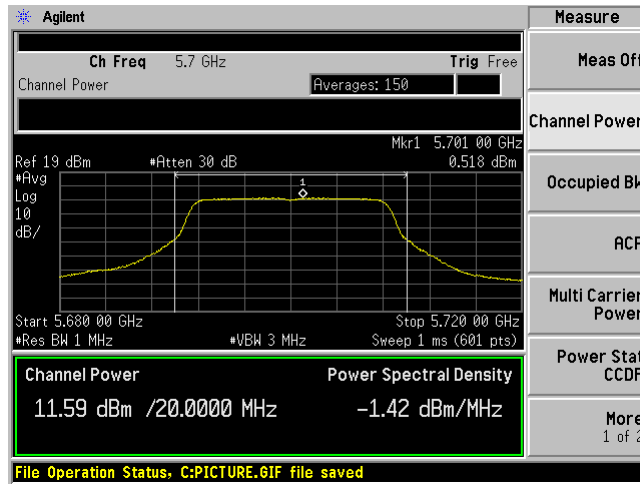 Agilent
Measure
Ch Freq 5.7 GHz Trig Free
Channel Power Averages: 150
Mkr1 5.701 00 GHz
Ref 19 dBm #Atten 30 dB 0.518 dBm
#Avg
Log
10
dB/
1
Start 5.680 00 GHz Stop 5.720 00 GHz
#Res BW 1 MHz #VBW 3 MHz Sweep 1 ms (601 pts)
Channel Power Power Spectral Density
11.59 dBm /20.0000 MHz -1.42 dBm/MHz
File Operation Status, C:PICTURE.GIF file saved
Meas Off
Channel Power
Occupied B
ACP
Multi Carrier
Power
Power Stat
CCDF
More
1 of 2